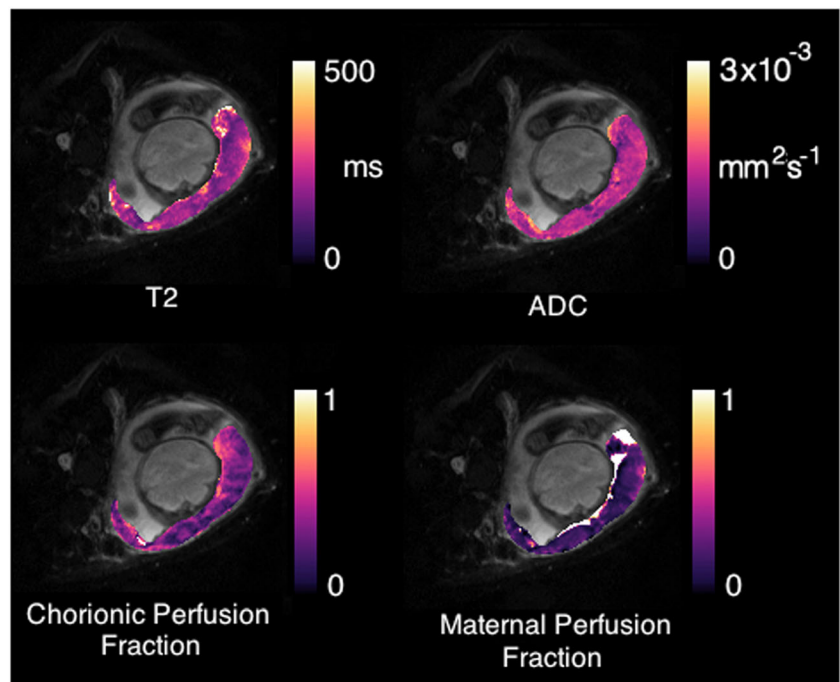 500
ms
0
T2
3x10⁻³
mm²s⁻¹
0
ADC
1
0
Chorionic Perfusion
Fraction
1
0
Maternal Perfusion
Fraction